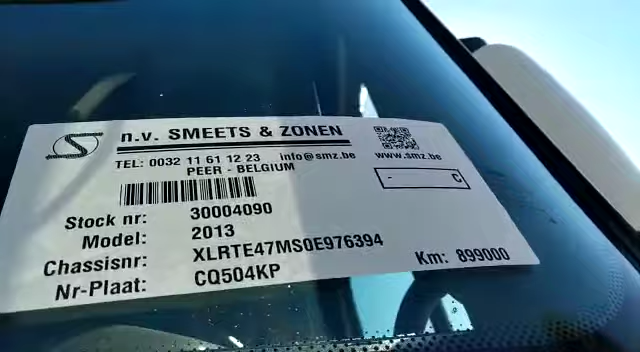 n.v. SMEETS & ZONEN
TEL: 0032 11 61 12 23 info@smz.be www.smz.be
PEER - BELGIUM
- C
Stock nr: 30004090
Model: 2013
Chassisnr: XLRTE47MS0E976394
Km: 899000
Nr-Plaat: CQ504KP